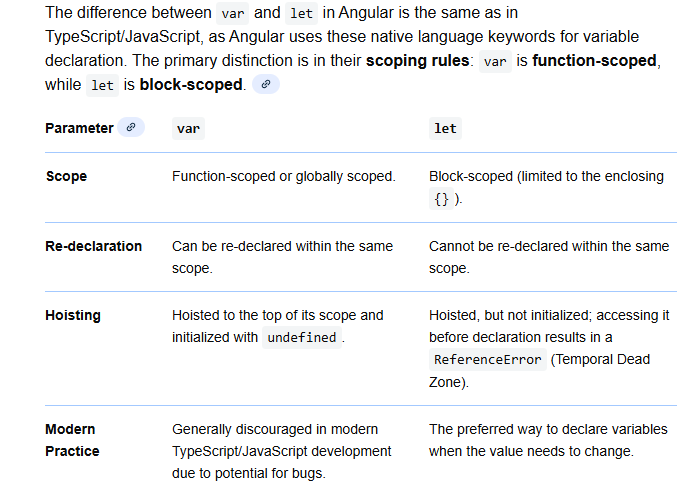 The difference between var and let in Angular is the same as in
TypeScript/JavaScript, as Angular uses these native language keywords for variable
declaration. The primary distinction is in their scoping rules: var is function-scoped,
while let is block-scoped.
Parameter var let
Scope Function-scoped or globally scoped. Block-scoped (limited to the enclosing
{} ).
Re-declaration Can be re-declared within the same Cannot be re-declared within the same
scope. scope.
Hoisting Hoisted to the top of its scope and Hoisted, but not initialized; accessing it
initialized with undefined . before declaration results in a
ReferenceError (Temporal Dead
Zone).
Modern Generally discouraged in modern The preferred way to declare variables
Practice TypeScript/JavaScript development when the value needs to change.
due to potential for bugs.